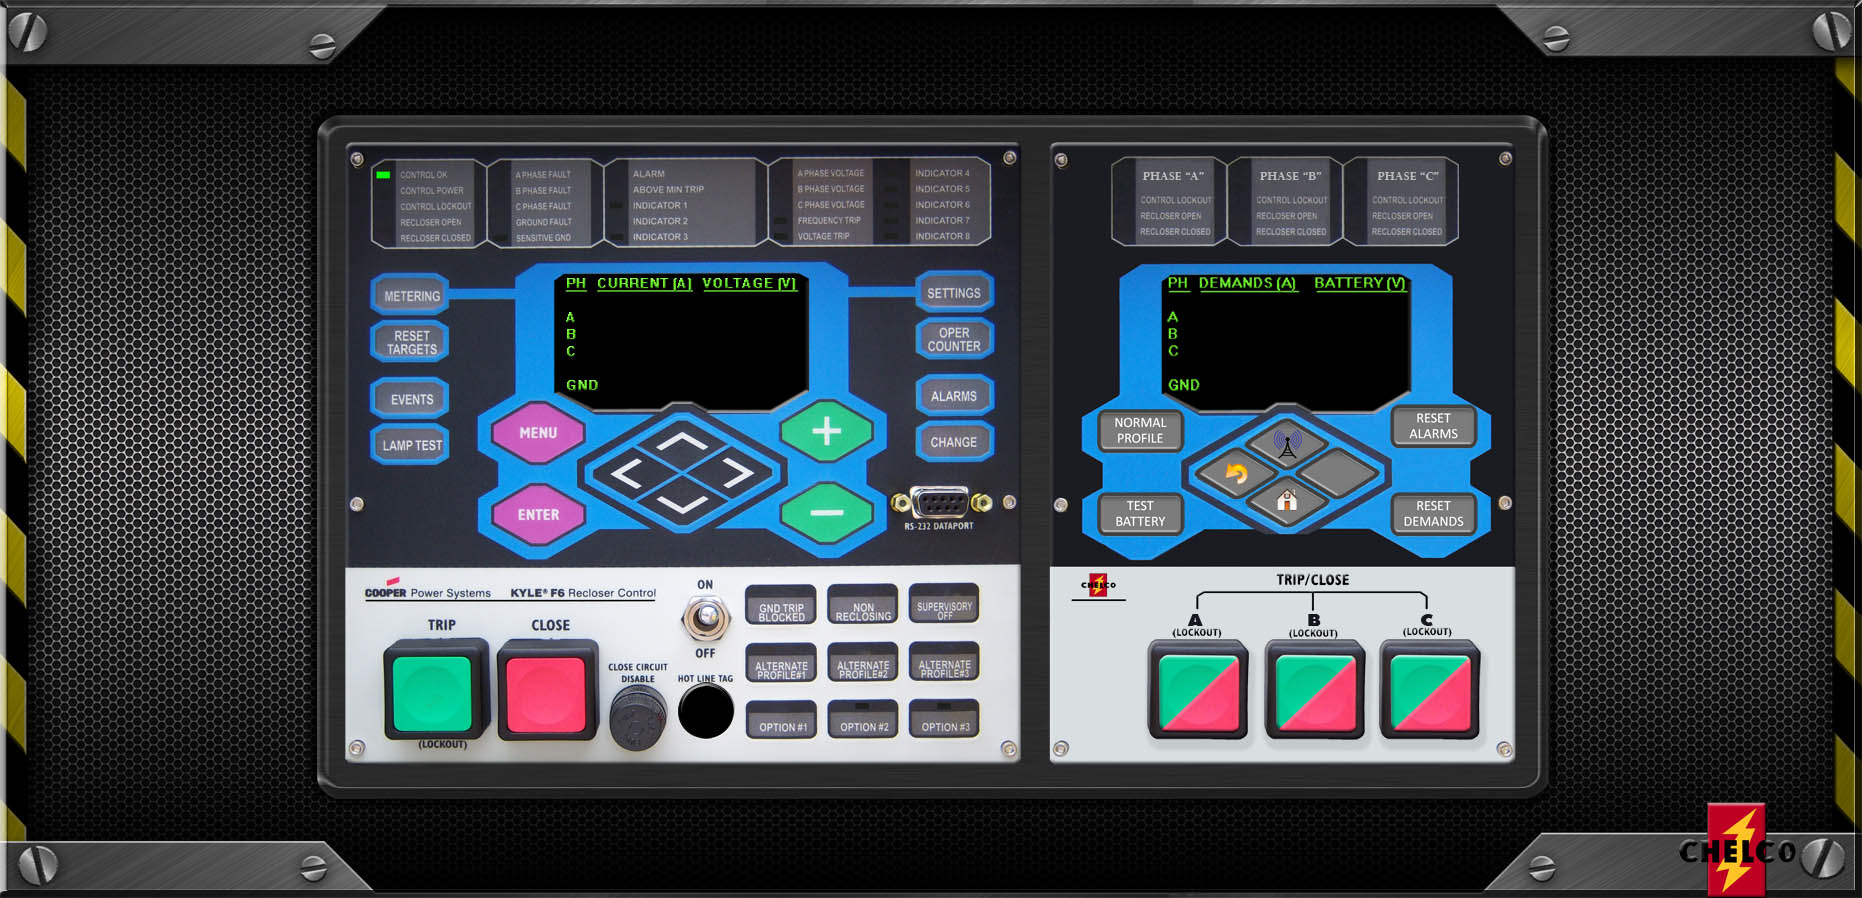 CONTROL OK
CONTROL POWER
CONTROL LOCKOUT
RECLOSER OPEN
RECLOSER CLOSED
A PHASE FAULT
B PHASE FAULT
C PHASE FAULT
GROUND FAULT
SENSITIVE GND
ALARM
ABOVE MIN TRIP
INDICATOR 1
INDICATOR 2
INDICATOR 3
A PHASE VOLTAGE
B PHASE VOLTAGE
C PHASE VOLTAGE
FREQUENCY TRIP
VOLTAGE TRIP
INDICATOR 4
INDICATOR 5
INDICATOR 6
INDICATOR 7
INDICATOR 8
METERING
RESET
TARGETS
EVENTS
LAMP TEST
PH CURRENT (A) VOLTAGE (V)
A
B
C
GND
SETTINGS
OPER
COUNTER
ALARMS
CHANGE
MENU
ENTER
+
−
RS-232 DATAPORT
COOPER Power Systems KYLE® F6 Recloser Control
TRIP
(LOCKOUT)
CLOSE
ON
OFF
CLOSE CIRCUIT
DISABLE
HOT LINE TAG
GND TRIP
BLOCKED
NON
RECLOSING
SUPERVISORY
OFF
ALTERNATE
PROFILE#1
ALTERNATE
PROFILE#2
ALTERNATE
PROFILE#3
OPTION #1
OPTION #2
OPTION #3
PHASE “A”
CONTROL LOCKOUT
RECLOSER OPEN
RECLOSER CLOSED
PHASE “B”
CONTROL LOCKOUT
RECLOSER OPEN
RECLOSER CLOSED
PHASE “C”
CONTROL LOCKOUT
RECLOSER OPEN
RECLOSER CLOSED
PH DEMANDS (A) BATTERY (V)
A
B
C
GND
NORMAL
PROFILE
RESET
ALARMS
TEST
BATTERY
RESET
DEMANDS
CHELCO
TRIP/CLOSE
A
(LOCKOUT)
B
(LOCKOUT)
C
(LOCKOUT)
CHELCO